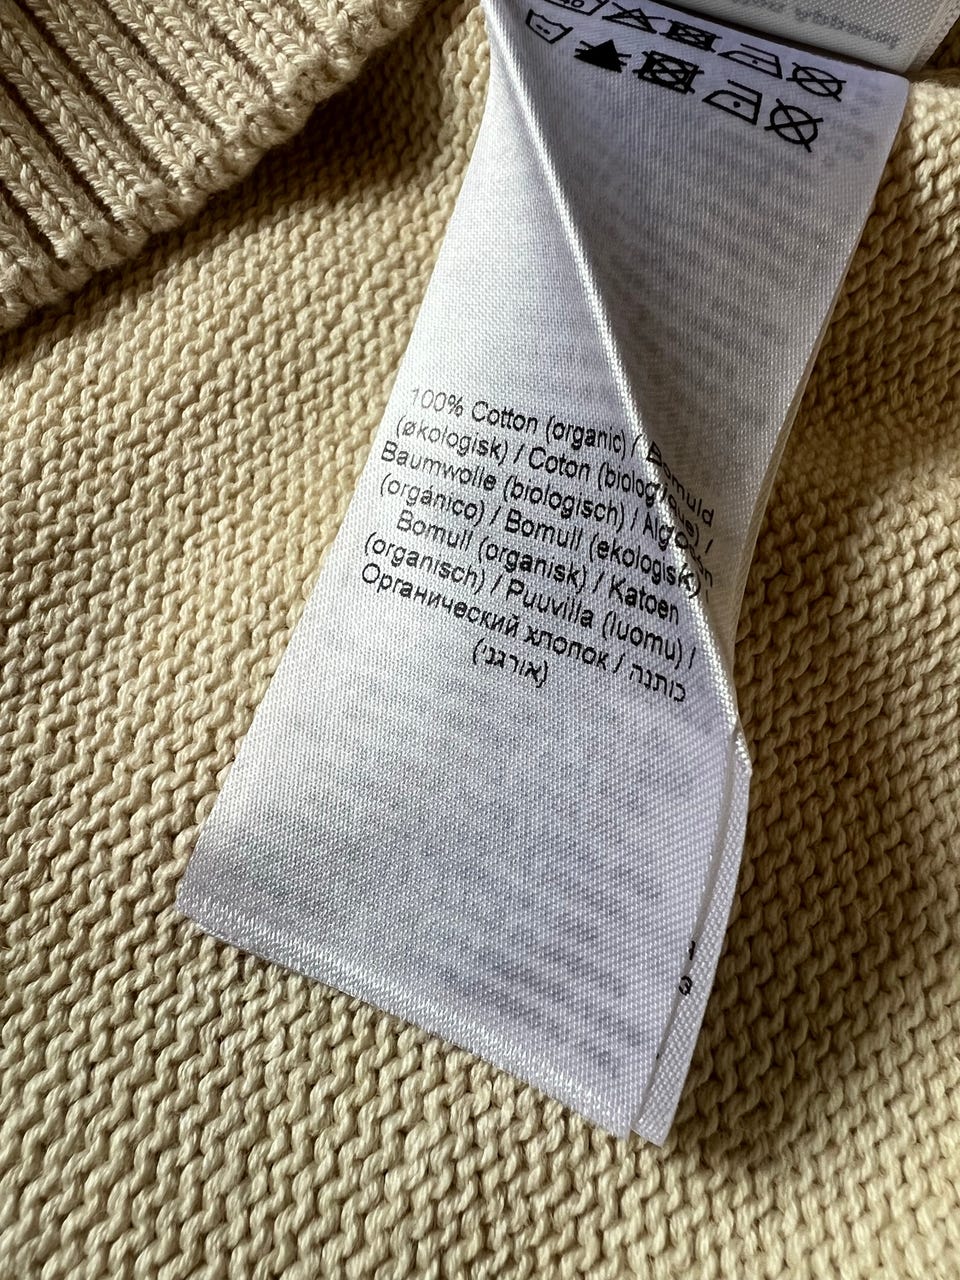 100% Cotton (organic) / Bomuld
(økologisk) / Coton (biologique) /
Baumwolle (biologisch) / Algodon
(orgánico) / Bomull (ekologisk) /
Bomull (organisk) / Katoen
(organisch) / Puuvilla (luomu) /
Органический хлопок / כותנה
(אורגני)